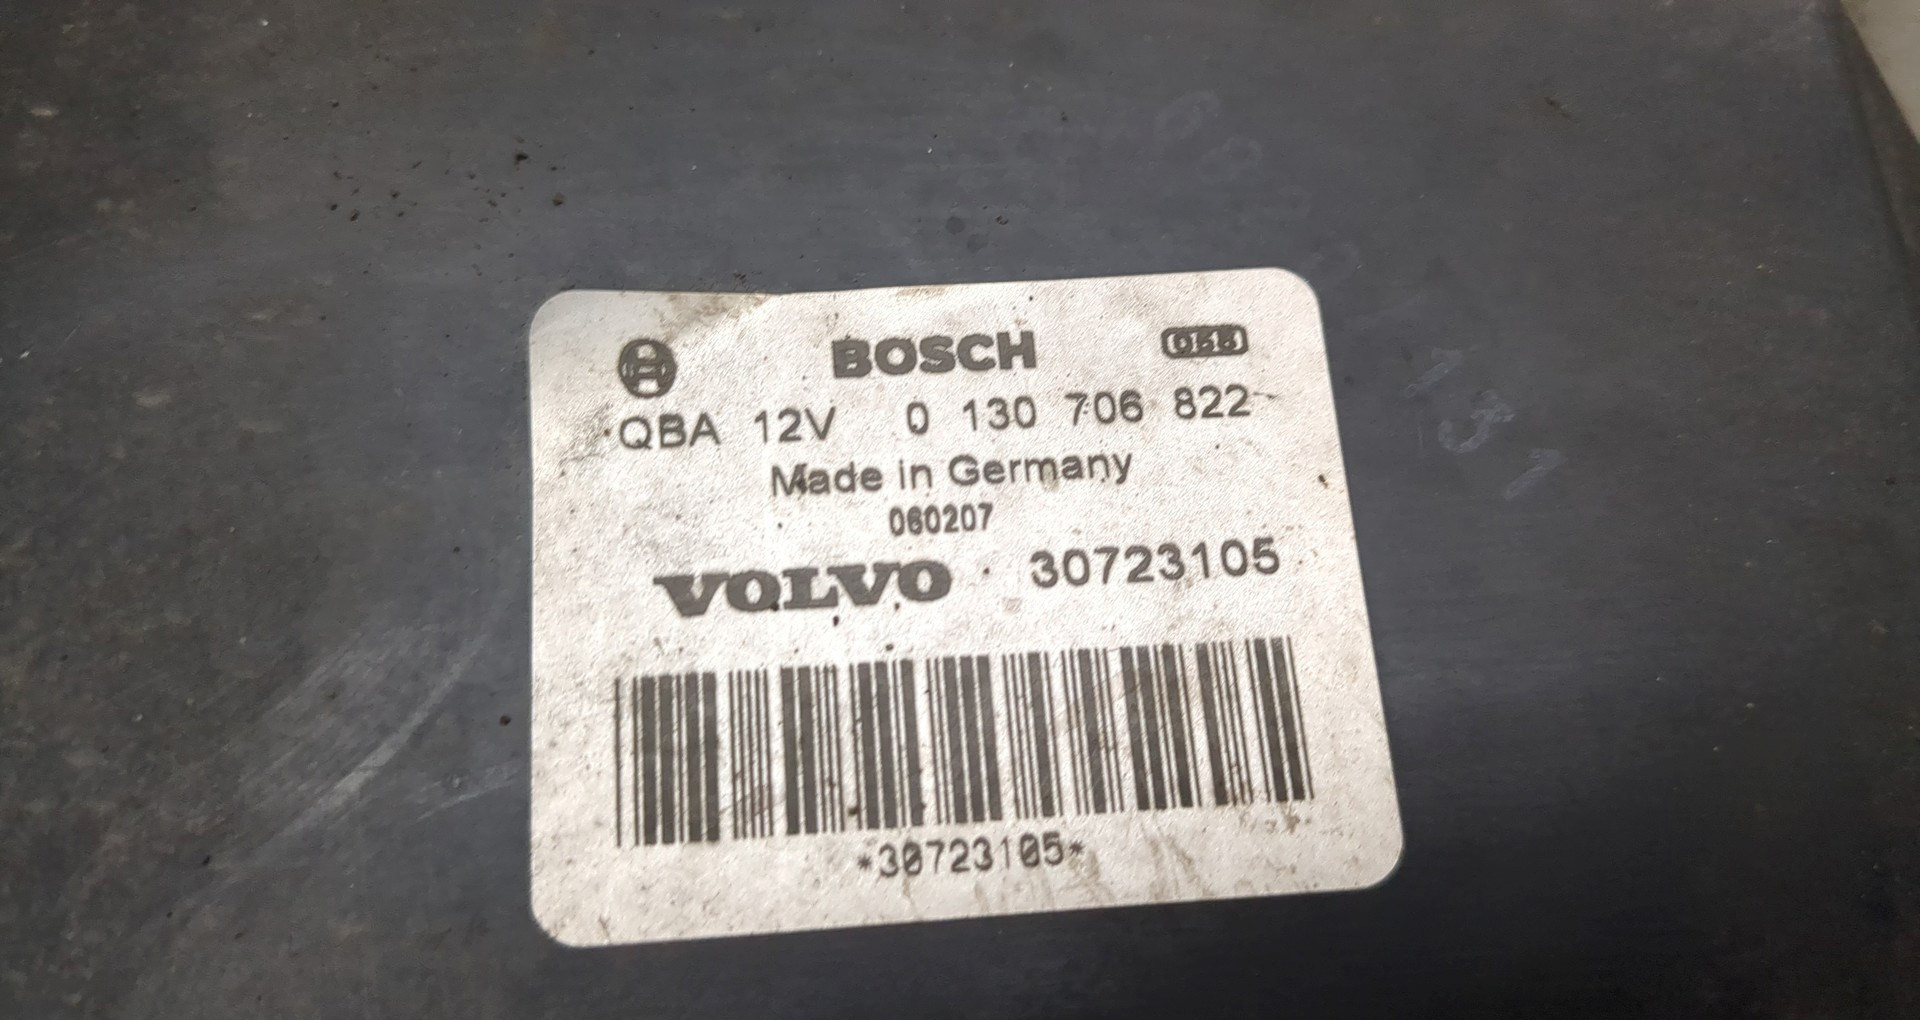 BOSCH
QBA 12V 0 130 706 822
Made in Germany
060207
VOLVO 30723105
*30723105*